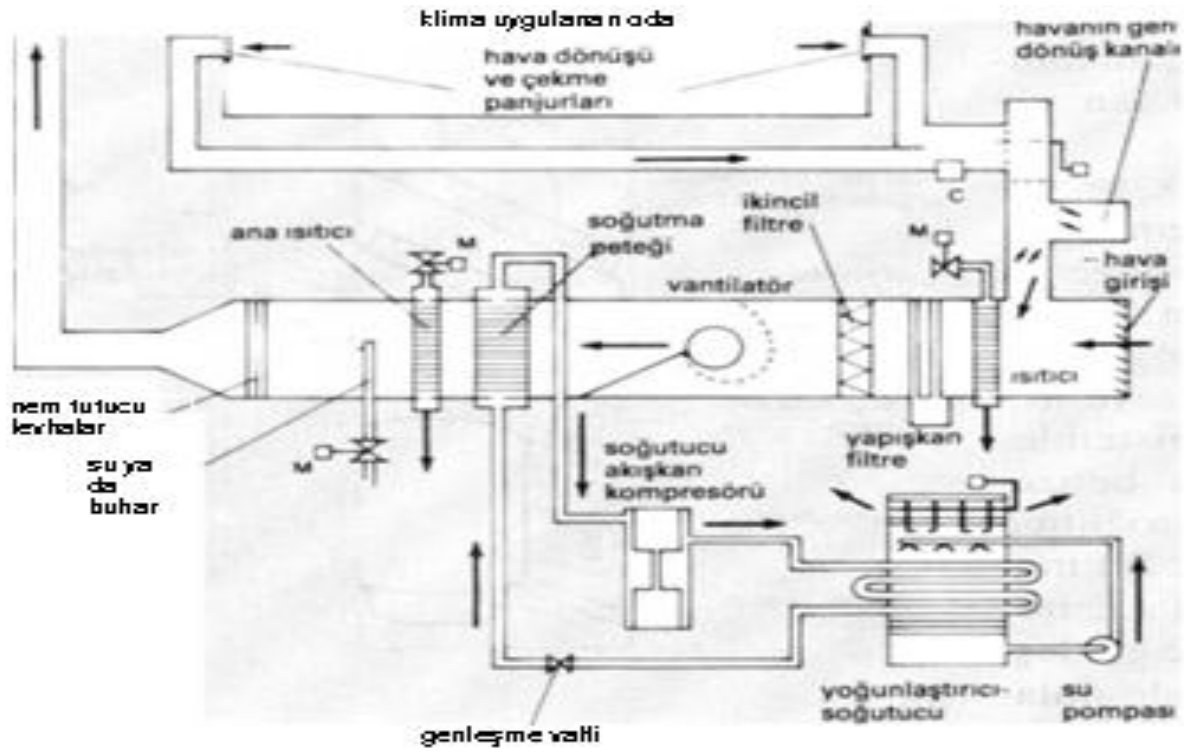 klima uygulanan oda
hava dönüşü
ve çekme
panjurları
havanın geri
dönüş kanalı
C
ana ısıtıcı
M
soğutma
peteği
ikincil
filtre
M
vantilatör
hava
girişi
ısıtıcı
nem tutucu
levhalar
su ya
da
buhar
M
soğutucu
akışkan
kompresörü
yapışkan
filtre
yoğunlaştırıcı-
soğutucu
su
pompası
genleşme valfi